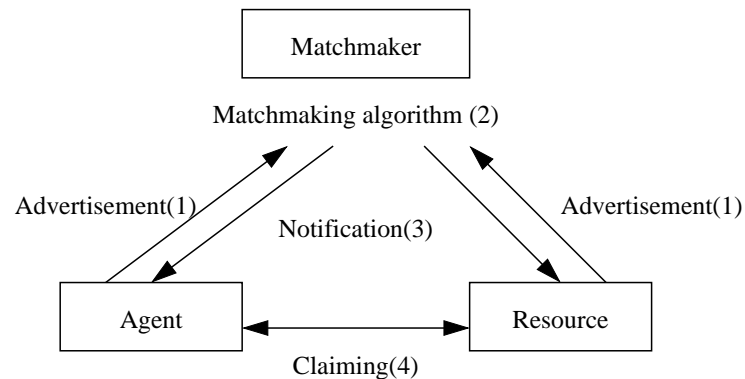 Matchmaker
Matchmaking algorithm (2)
Advertisement(1)
Advertisement(1)
Notification(3)
Agent
Resource
Claiming(4)